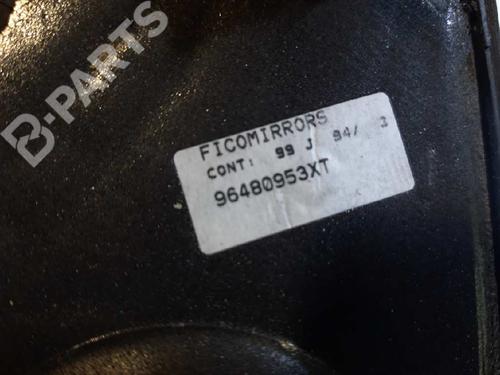 B-PARTS
FICOMIRRORS
CONT: 99 J 94/ 3
96480953XT